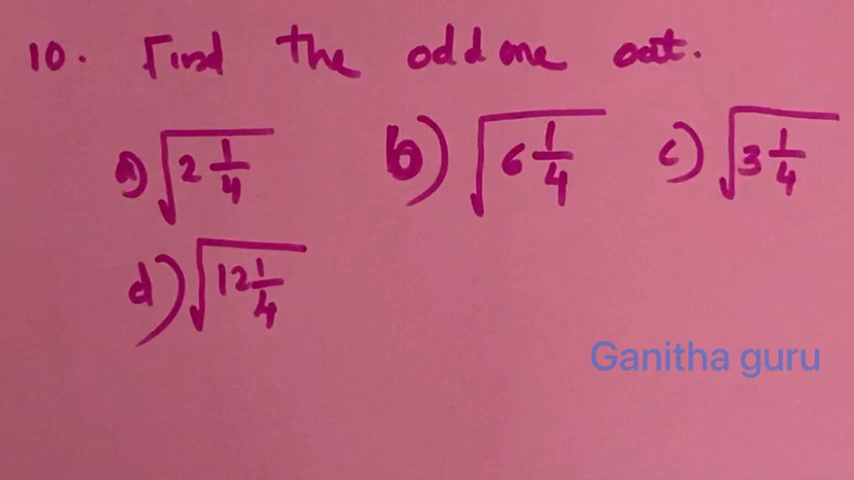 10. Find the odd one out.
a) √2 1/4 b) √6 1/4 c) √3 1/4
d) √12 1/4
Ganitha guru